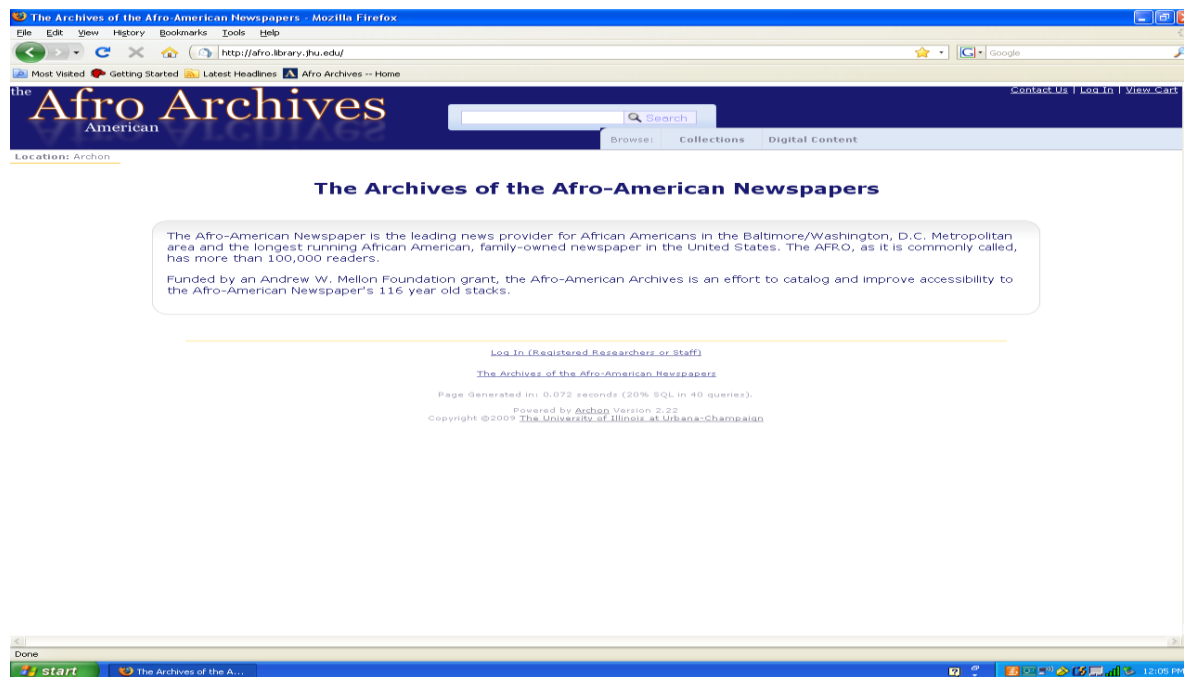 The Archives of the Afro-American Newspapers - Mozilla Firefox
File Edit View History Bookmarks Tools Help
http://afro.library.jhu.edu/ Google
Most Visited Getting Started Latest Headlines Afro Archives -- Home
Contact Us | Log In | View Cart
the Afro Archives
American
Search
Browse: Collections Digital Content
Location: Archon
The Archives of the Afro-American Newspapers
The Afro-American Newspaper is the leading news provider for African Americans in the Baltimore/Washington, D.C. Metropolitan
area and the longest running African American, family-owned newspaper in the United States. The AFRO, as it is commonly called,
has more than 100,000 readers.
Funded by an Andrew W. Mellon Foundation grant, the Afro-American Archives is an effort to catalog and improve accessibility to
the Afro-American Newspaper's 116 year old stacks.
Log In (Registered Researchers or Staff)
The Archives of the Afro-American Newspapers
Page Generated in: 0.072 seconds (20% SQL in 40 queries).
Powered by Archon Version 2.22
Copyright ©2009 The University of Illinois at Urbana-Champaign
Done
start The Archives of the A... 12:05 PM